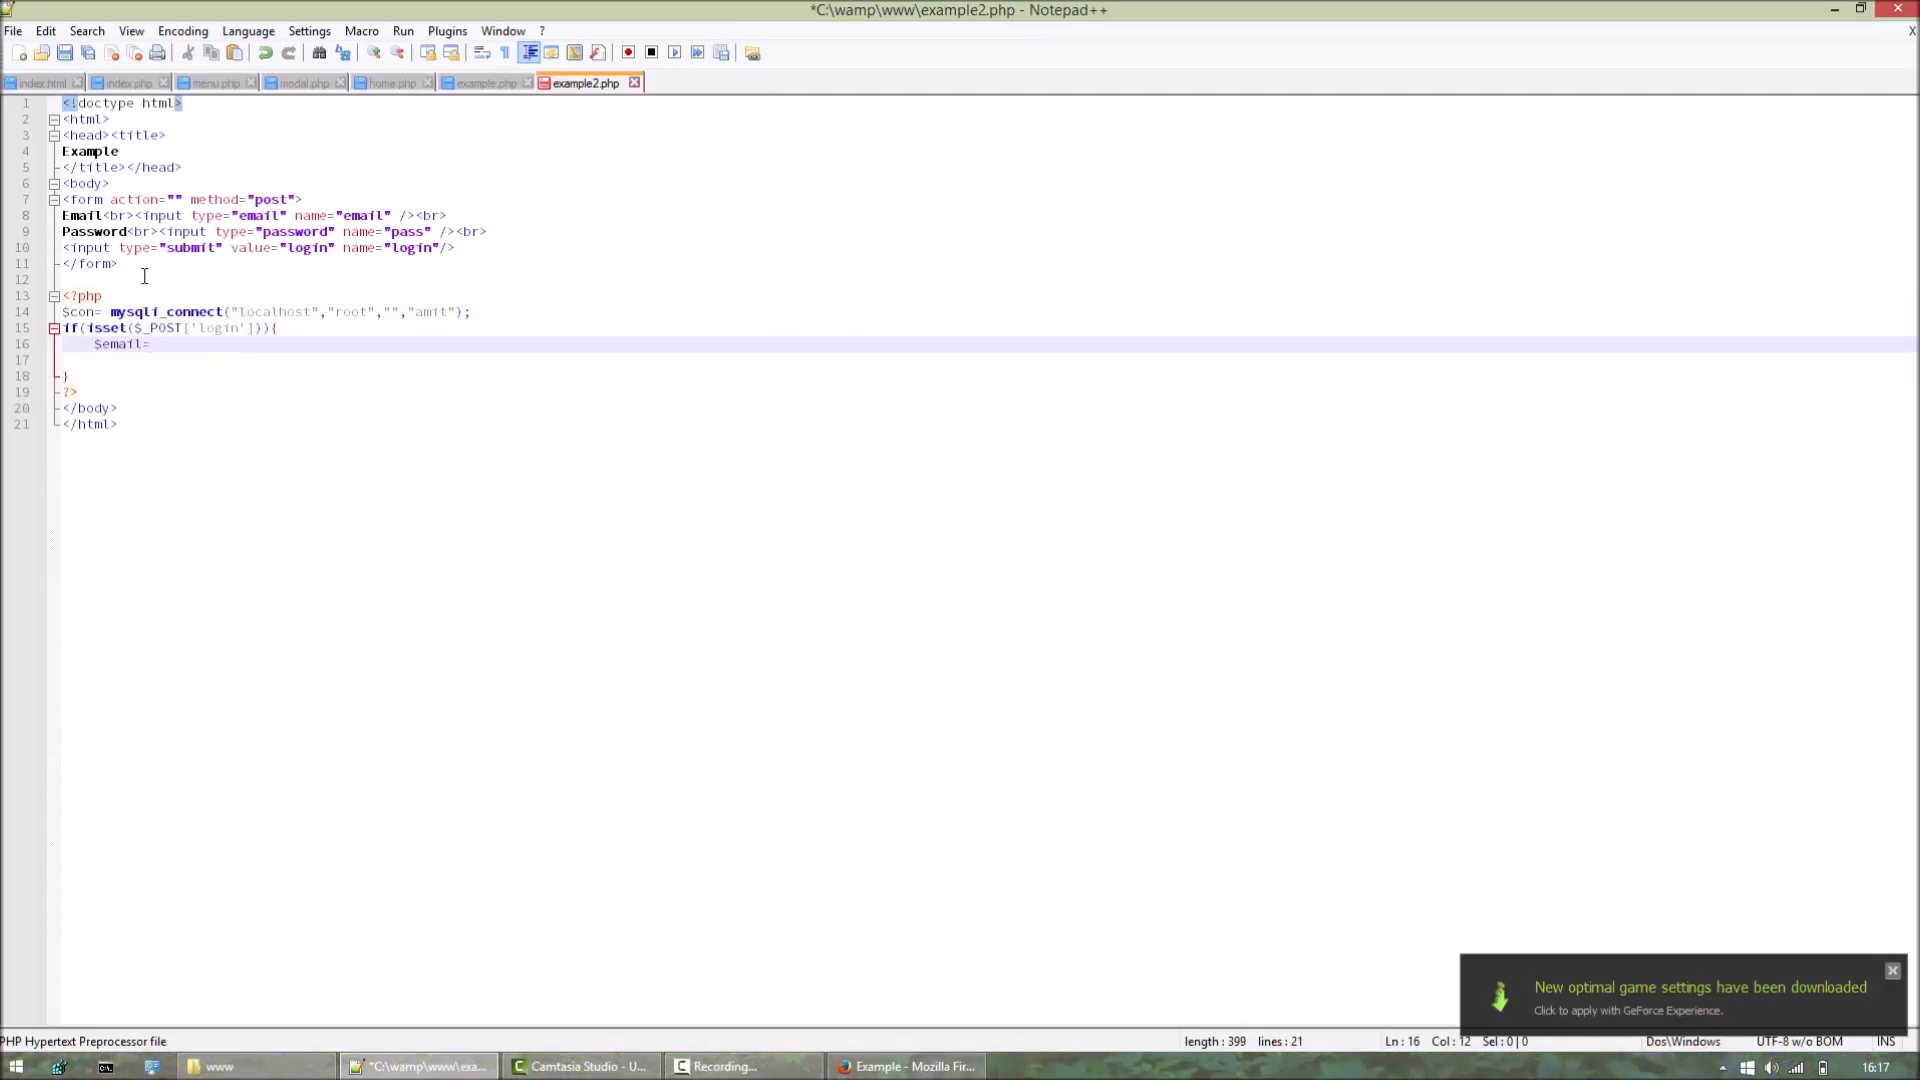 *C:\wamp\www\example2.php - Notepad++
File Edit Search View Encoding Language Settings Macro Run Plugins Window ? X
index.html index.php menu.php modal.php home.php example.php example2.php
1 <!doctype html>
2 <html>
3 <head><title>
4 Example
5 </title></head>
6 <body>
7 <form action="" method="post">
8 Email<br><input type="email" name="email" /><br>
9 Password<br><input type="password" name="pass" /><br>
10 <input type="submit" value="login" name="login"/>
11 </form>
12
13 <?php
14 $con= mysqli_connect("localhost","root","","amit");
15 if(isset($_POST['login'])){
16 $email=
17
18 }
19 ?>
20 </body>
21 </html>
New optimal game settings have been downloaded
Click to apply with GeForce Experience.
PHP Hypertext Preprocessor file length : 399 lines : 21 Ln : 16 Col : 12 Sel : 0 | 0 Dos\Windows UTF-8 w/o BOM INS
www *C:\wamp\www\exa... Camtasia Studio - U... Recording... Example - Mozilla Fir... 16:17